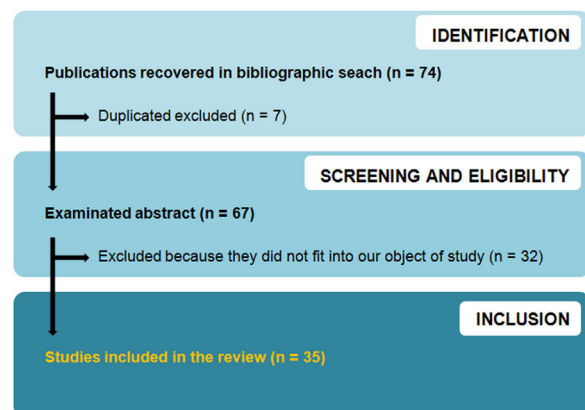 IDENTIFICATION
Publications recovered in bibliographic seach (n = 74)
Duplicated excluded (n = 7)
SCREENING AND ELIGIBILITY
Examinated abstract (n = 67)
Excluded because they did not fit into our object of study (n = 32)
INCLUSION
Studies included in the review (n = 35)